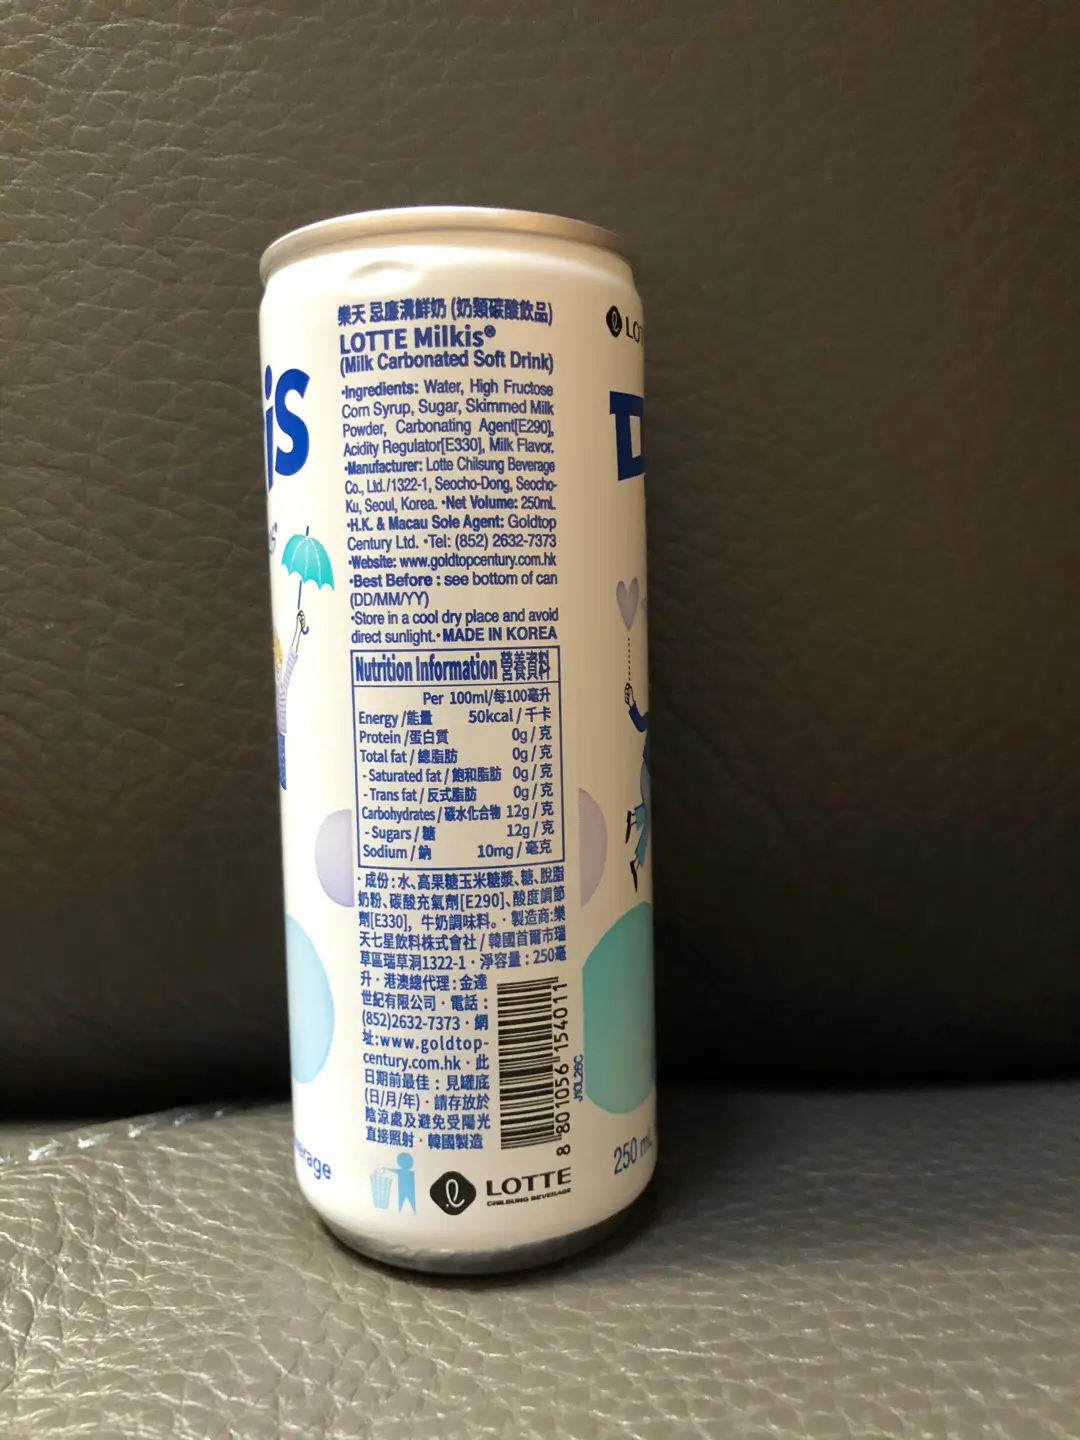 樂天 忌廉溝鮮奶 (奶類碳酸飲品)
LOTTE Milkis®
(Milk Carbonated Soft Drink)
•Ingredients: Water, High Fructose
Corn Syrup, Sugar, Skimmed Milk
Powder, Carbonating Agent[E290],
Acidity Regulator[E330], Milk Flavor.
•Manufacturer: Lotte Chilsung Beverage
Co., Ltd./1322-1, Seocho-Dong, Seocho-
Ku, Seoul, Korea. •Net Volume: 250mL
•H.K. & Macau Sole Agent: Goldtop
Century Ltd. •Tel: (852) 2632-7373
•Website: www.goldtopcentury.com.hk
•Best Before : see bottom of can
(DD/MM/YY)
•Store in a cool dry place and avoid
direct sunlight.• MADE IN KOREA
Nutrition Information 營養資料
Per 100ml/每100毫升
Energy /能量 50kcal / 千卡
Protein /蛋白質 0g / 克
Total fat / 總脂肪 0g / 克
- Saturated fat / 飽和脂肪 0g / 克
- Trans fat / 反式脂肪 0g / 克
Carbohydrates / 碳水化合物 12g / 克
- Sugars / 糖 12g / 克
Sodium / 鈉 10mg / 毫克
· 成份 : 水、高果糖玉米糖漿、糖、脫脂
奶粉、碳酸充氣劑[E290]、酸度調節
劑[E330], 牛奶調味料。· 製造商:樂
天七星飲料株式會社 / 韓國首爾市瑞
草區瑞草洞1322-1 · 淨容量 : 250毫
升 · 港澳總代理 : 金達
世紀有限公司 · 電話 :
(852)2632-7373 · 網
址:www.goldtop-
century.com.hk · 此
日期前最佳 : 見罐底
(日/月/年) · 請存放於
陰涼處及避免受陽光
直接照射 · 韓國製造
8 801056 154011
JKL28C
LOTTE
CHILSUNG BEVERAGE
iS
erage
LO
250 mL